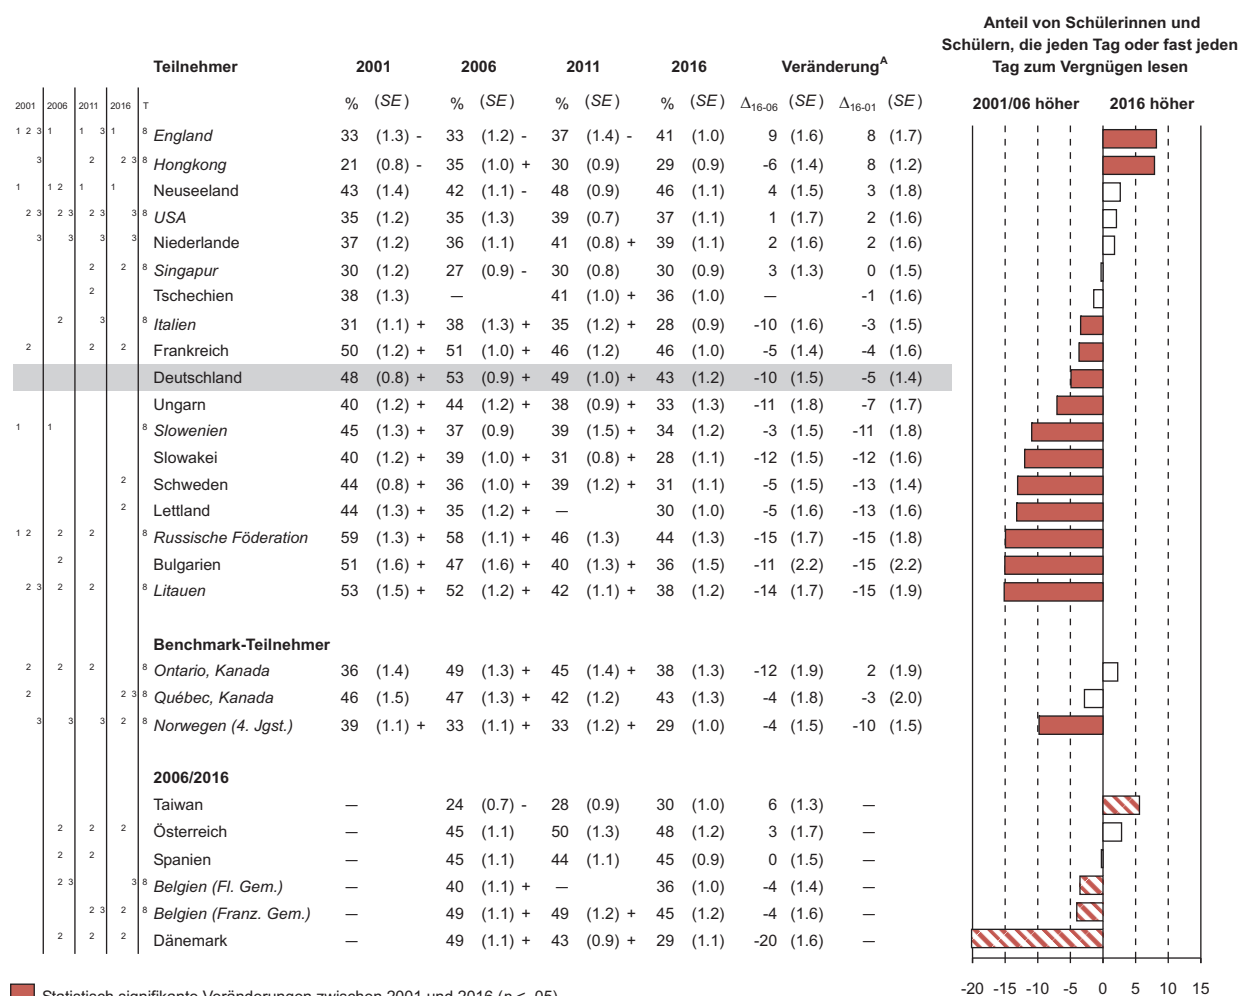 Anteil von Schülerinnen und
Schülern, die jeden Tag oder fast jeden
Tag zum Vergnügen lesen
Teilnehmer 2001 2006 2011 2016 Veränderung^A
2001 2006 2011 2016 T % (SE) % (SE) % (SE) % (SE) Δ16-06 (SE) Δ16-01 (SE) 2001/06 höher 2016 höher
1 2 3 1 1 3 1 8 England 33 (1.3) - 33 (1.2) - 37 (1.4) - 41 (1.0) 9 (1.6) 8 (1.7)
3 2 2 3 8 Hongkong 21 (0.8) - 35 (1.0) + 30 (0.9) 29 (0.9) -6 (1.4) 8 (1.2)
1 1 2 1 1 Neuseeland 43 (1.4) 42 (1.1) - 48 (0.9) 46 (1.1) 4 (1.5) 3 (1.8)
2 3 2 3 2 3 3 8 USA 35 (1.2) 35 (1.3) 39 (0.7) 37 (1.1) 1 (1.7) 2 (1.6)
3 3 3 3 Niederlande 37 (1.2) 36 (1.1) 41 (0.8) + 39 (1.1) 2 (1.6) 2 (1.6)
2 2 8 Singapur 30 (1.2) 27 (0.9) - 30 (0.8) 30 (0.9) 3 (1.3) 0 (1.5)
2 Tschechien 38 (1.3) — 41 (1.0) + 36 (1.0) — -1 (1.6)
2 3 8 Italien 31 (1.1) + 38 (1.3) + 35 (1.2) + 28 (0.9) -10 (1.6) -3 (1.5)
2 2 2 Frankreich 50 (1.2) + 51 (1.0) + 46 (1.2) 46 (1.0) -5 (1.4) -4 (1.6)
Deutschland 48 (0.8) + 53 (0.9) + 49 (1.0) + 43 (1.2) -10 (1.5) -5 (1.4)
Ungarn 40 (1.2) + 44 (1.2) + 38 (0.9) + 33 (1.3) -11 (1.8) -7 (1.7)
1 1 8 Slowenien 45 (1.3) + 37 (0.9) 39 (1.5) + 34 (1.2) -3 (1.5) -11 (1.8)
Slowakei 40 (1.2) + 39 (1.0) + 31 (0.8) + 28 (1.1) -12 (1.5) -12 (1.6)
2 Schweden 44 (0.8) + 36 (1.0) + 39 (1.2) + 31 (1.1) -5 (1.5) -13 (1.4)
2 Lettland 44 (1.3) + 35 (1.2) + — 30 (1.0) -5 (1.6) -13 (1.6)
1 2 2 2 8 Russische Föderation 59 (1.3) + 58 (1.1) + 46 (1.3) 44 (1.3) -15 (1.7) -15 (1.8)
2 Bulgarien 51 (1.6) + 47 (1.6) + 40 (1.3) + 36 (1.5) -11 (2.2) -15 (2.2)
2 3 2 2 8 Litauen 53 (1.5) + 52 (1.2) + 42 (1.1) + 38 (1.2) -14 (1.7) -15 (1.9)
Benchmark-Teilnehmer
2 2 2 8 Ontario, Kanada 36 (1.4) 49 (1.3) + 45 (1.4) + 38 (1.3) -12 (1.9) 2 (1.9)
2 2 3 8 Québec, Kanada 46 (1.5) 47 (1.3) + 42 (1.2) 43 (1.3) -4 (1.8) -3 (2.0)
3 3 3 2 8 Norwegen (4. Jgst.) 39 (1.1) + 33 (1.1) + 33 (1.2) + 29 (1.0) -4 (1.5) -10 (1.5)
2006/2016
Taiwan — 24 (0.7) - 28 (0.9) 30 (1.0) 6 (1.3) —
2 2 2 Österreich — 45 (1.1) 50 (1.3) 48 (1.2) 3 (1.7) —
2 2 Spanien — 45 (1.1) 44 (1.1) 45 (0.9) 0 (1.5) —
2 3 3 8 Belgien (Fl. Gem.) — 40 (1.1) + — 36 (1.0) -4 (1.4) —
2 3 2 8 Belgien (Franz. Gem.) — 49 (1.1) + 49 (1.2) + 45 (1.2) -4 (1.6) —
2 2 2 Dänemark — 49 (1.1) + 43 (0.9) + 29 (1.1) -20 (1.6) —
-20 -15 -10 -5 0 5 10 15
Statistisch signifikante Veränderungen zwischen 2001 und 2016 (p < .05)